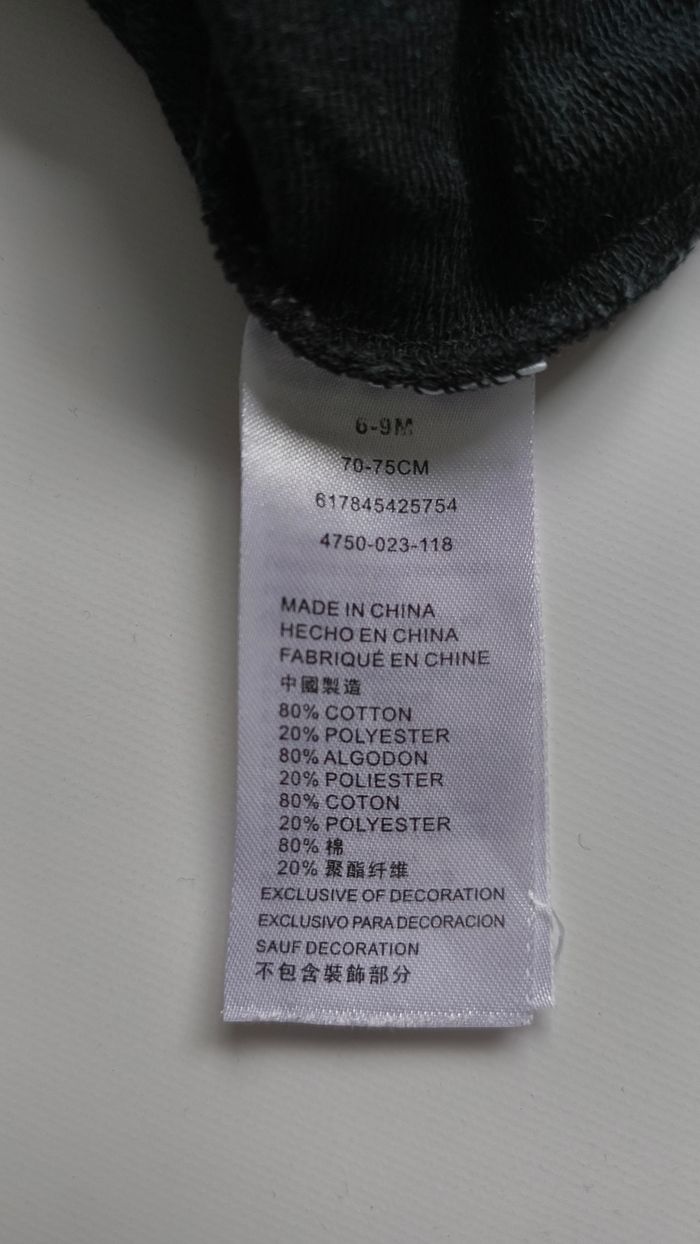 6-9M
70-75CM
617845425754
4750-023-118
MADE IN CHINA
HECHO EN CHINA
FABRIQUÉ EN CHINE
中國製造
80% COTTON
20% POLYESTER
80% ALGODON
20% POLIESTER
80% COTON
20% POLYESTER
80% 棉
20% 聚酯纤维
EXCLUSIVE OF DECORATION
EXCLUSIVO PARA DECORACION
SAUF DECORATION
不包含裝飾部分